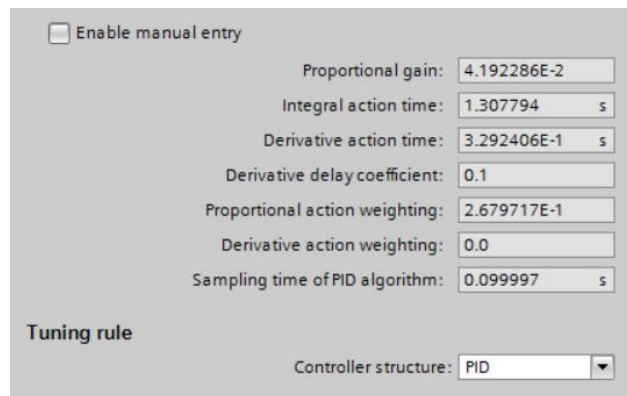 Enable manual entry
Proportional gain: 4.192286E-2
Integral action time: 1.307794 s
Derivative action time: 3.292406E-1 s
Derivative delay coefficient: 0.1
Proportional action weighting: 2.679717E-1
Derivative action weighting: 0.0
Sampling time of PID algorithm: 0.099997 s
Tuning rule
Controller structure: PID